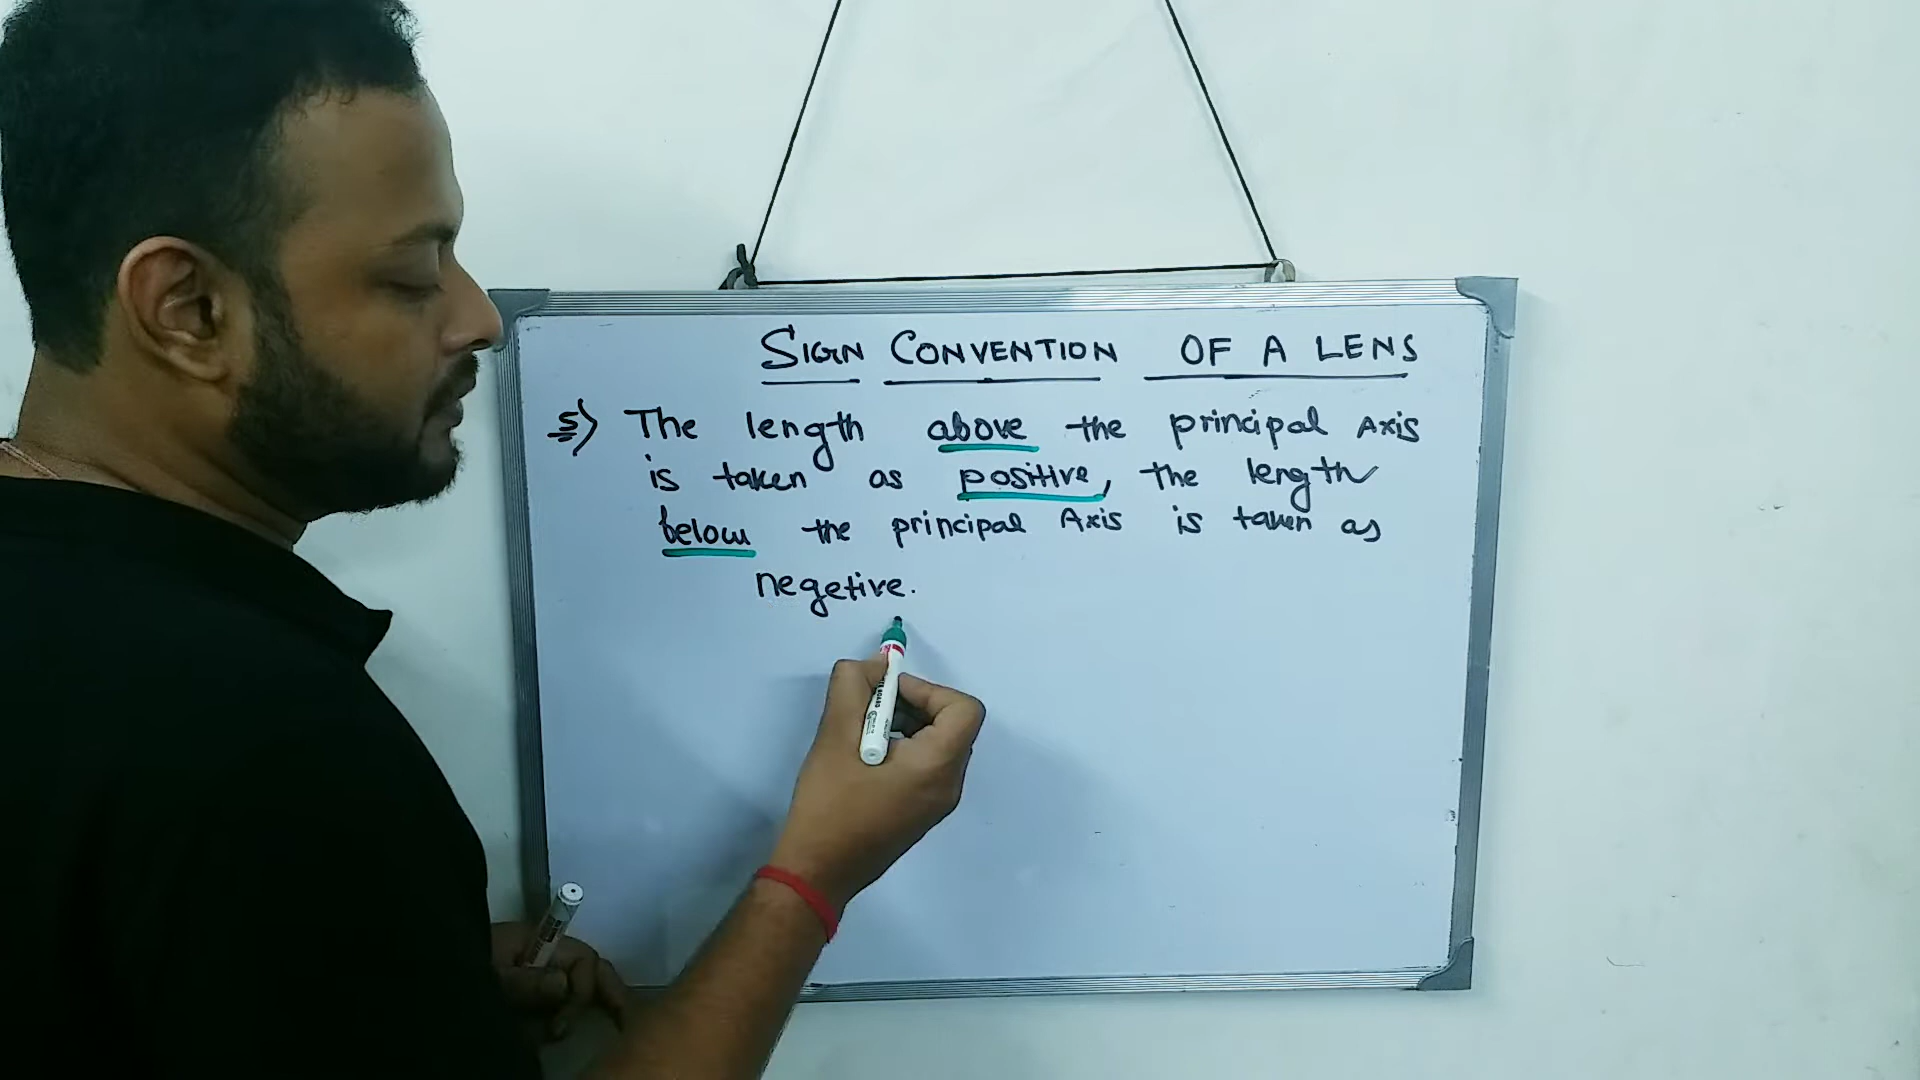 SIGN CONVENTION OF A LENS
5) The length above the principal Axis
is taken as positive, the length
below the principal Axis is taken as
negetive.